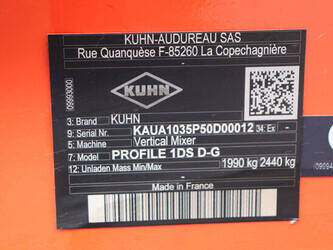 KUHN-AUDUREAU SAS
Rue Quanquèse F-85260 La Copechagnière
09993000
KUHN
3: Brand KUHN
9: Serial Nr. KAUA1035P50D00012 34: Ex -
5: Machine Vertical Mixer
7: Model PROFILE 1DS D-G 1990 kg 2440 kg
12: Unladen Mass Min/Max
Made in France